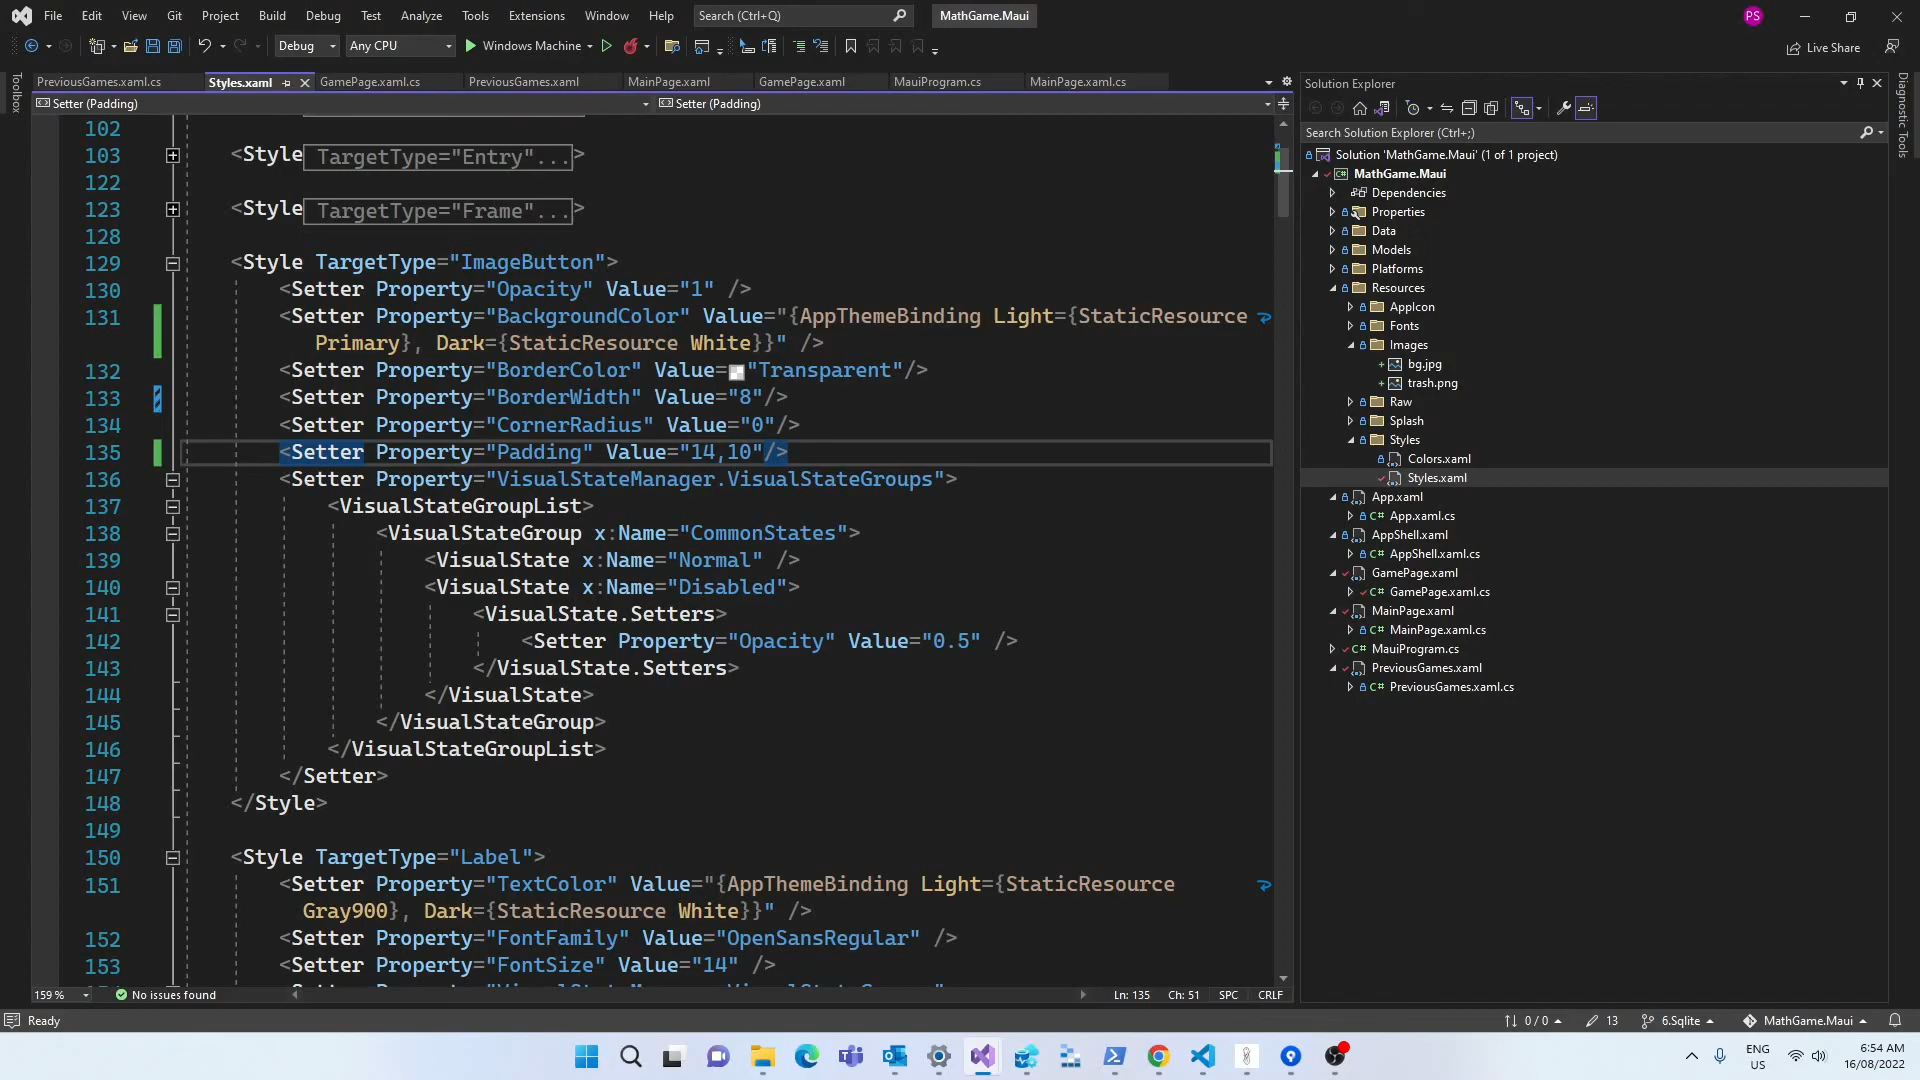 File Edit View Git Project Build Debug Test Analyze Tools Extensions Window Help Search (Ctrl+Q) MathGame.Maui PS
Debug Any CPU Windows Machine Live Share
PreviousGames.xaml.cs Styles.xaml GamePage.xaml.cs PreviousGames.xaml MainPage.xaml GamePage.xaml MauiProgram.cs MainPage.xaml.cs
Toolbox
Setter (Padding) Setter (Padding)
102
103 <Style TargetType="Entry"...>
122
123 <Style TargetType="Frame"...>
128
129 <Style TargetType="ImageButton">
130 <Setter Property="Opacity" Value="1" />
131 <Setter Property="BackgroundColor" Value="{AppThemeBinding Light={StaticResource
Primary}, Dark={StaticResource White}}" />
132 <Setter Property="BorderColor" Value="Transparent"/>
133 <Setter Property="BorderWidth" Value="8"/>
134 <Setter Property="CornerRadius" Value="0"/>
135 <Setter Property="Padding" Value="14,10"/>
136 <Setter Property="VisualStateManager.VisualStateGroups">
137 <VisualStateGroupList>
138 <VisualStateGroup x:Name="CommonStates">
139 <VisualState x:Name="Normal" />
140 <VisualState x:Name="Disabled">
141 <VisualState.Setters>
142 <Setter Property="Opacity" Value="0.5" />
143 </VisualState.Setters>
144 </VisualState>
145 </VisualStateGroup>
146 </VisualStateGroupList>
147 </Setter>
148 </Style>
149
150 <Style TargetType="Label">
151 <Setter Property="TextColor" Value="{AppThemeBinding Light={StaticResource
Gray900}, Dark={StaticResource White}}" />
152 <Setter Property="FontFamily" Value="OpenSansRegular" />
153 <Setter Property="FontSize" Value="14" />
159 % No issues found Ln: 135 Ch: 51 SPC CRLF
Solution Explorer
Search Solution Explorer (Ctrl+;)
Solution 'MathGame.Maui' (1 of 1 project)
MathGame.Maui
Dependencies
Properties
Data
Models
Platforms
Resources
AppIcon
Fonts
Images
bg.jpg
trash.png
Raw
Splash
Styles
Colors.xaml
Styles.xaml
App.xaml
App.xaml.cs
AppShell.xaml
AppShell.xaml.cs
GamePage.xaml
GamePage.xaml.cs
MainPage.xaml
MainPage.xaml.cs
MauiProgram.cs
PreviousGames.xaml
PreviousGames.xaml.cs
Diagnostic Tools
Ready 0 / 0 13 6.Sqlite MathGame.Maui
ENG
US
6:54 AM
16/08/2022